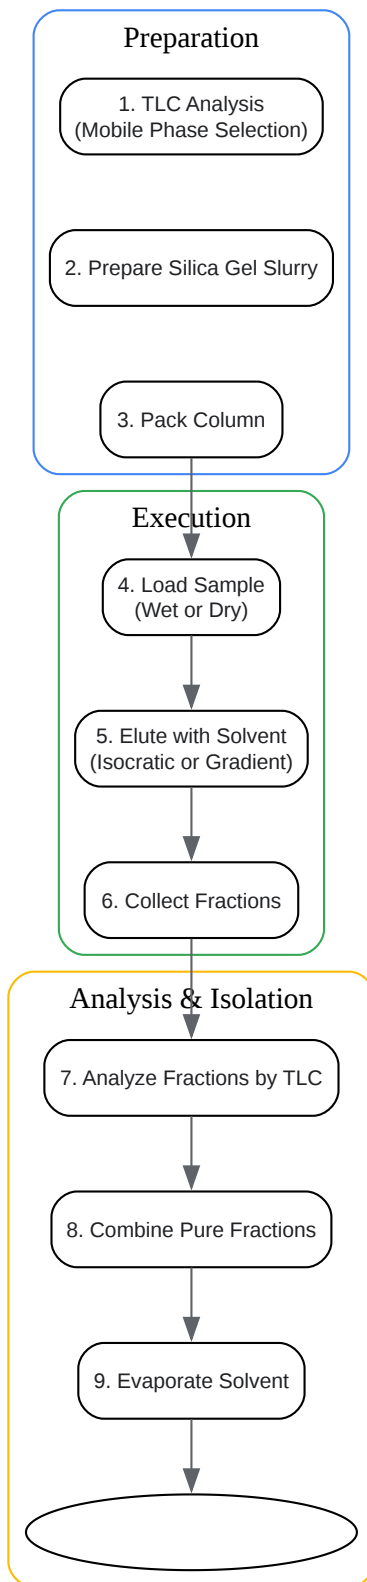 Preparation
1. TLC Analysis
(Mobile Phase Selection)
2. Prepare Silica Gel Slurry
3. Pack Column
Execution
4. Load Sample
(Wet or Dry)
5. Elute with Solvent
(Isocratic or Gradient)
6. Collect Fractions
Analysis & Isolation
7. Analyze Fractions by TLC
8. Combine Pure Fractions
9. Evaporate Solvent